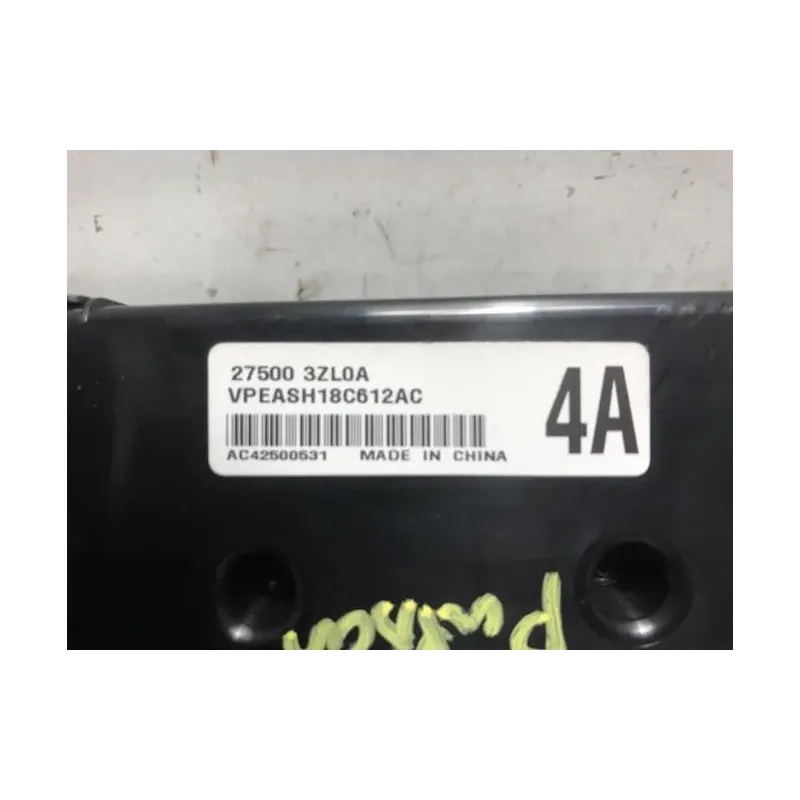 27500 3ZL0A
VPEASH18C612AC
AC42500531 MADE IN CHINA
4A